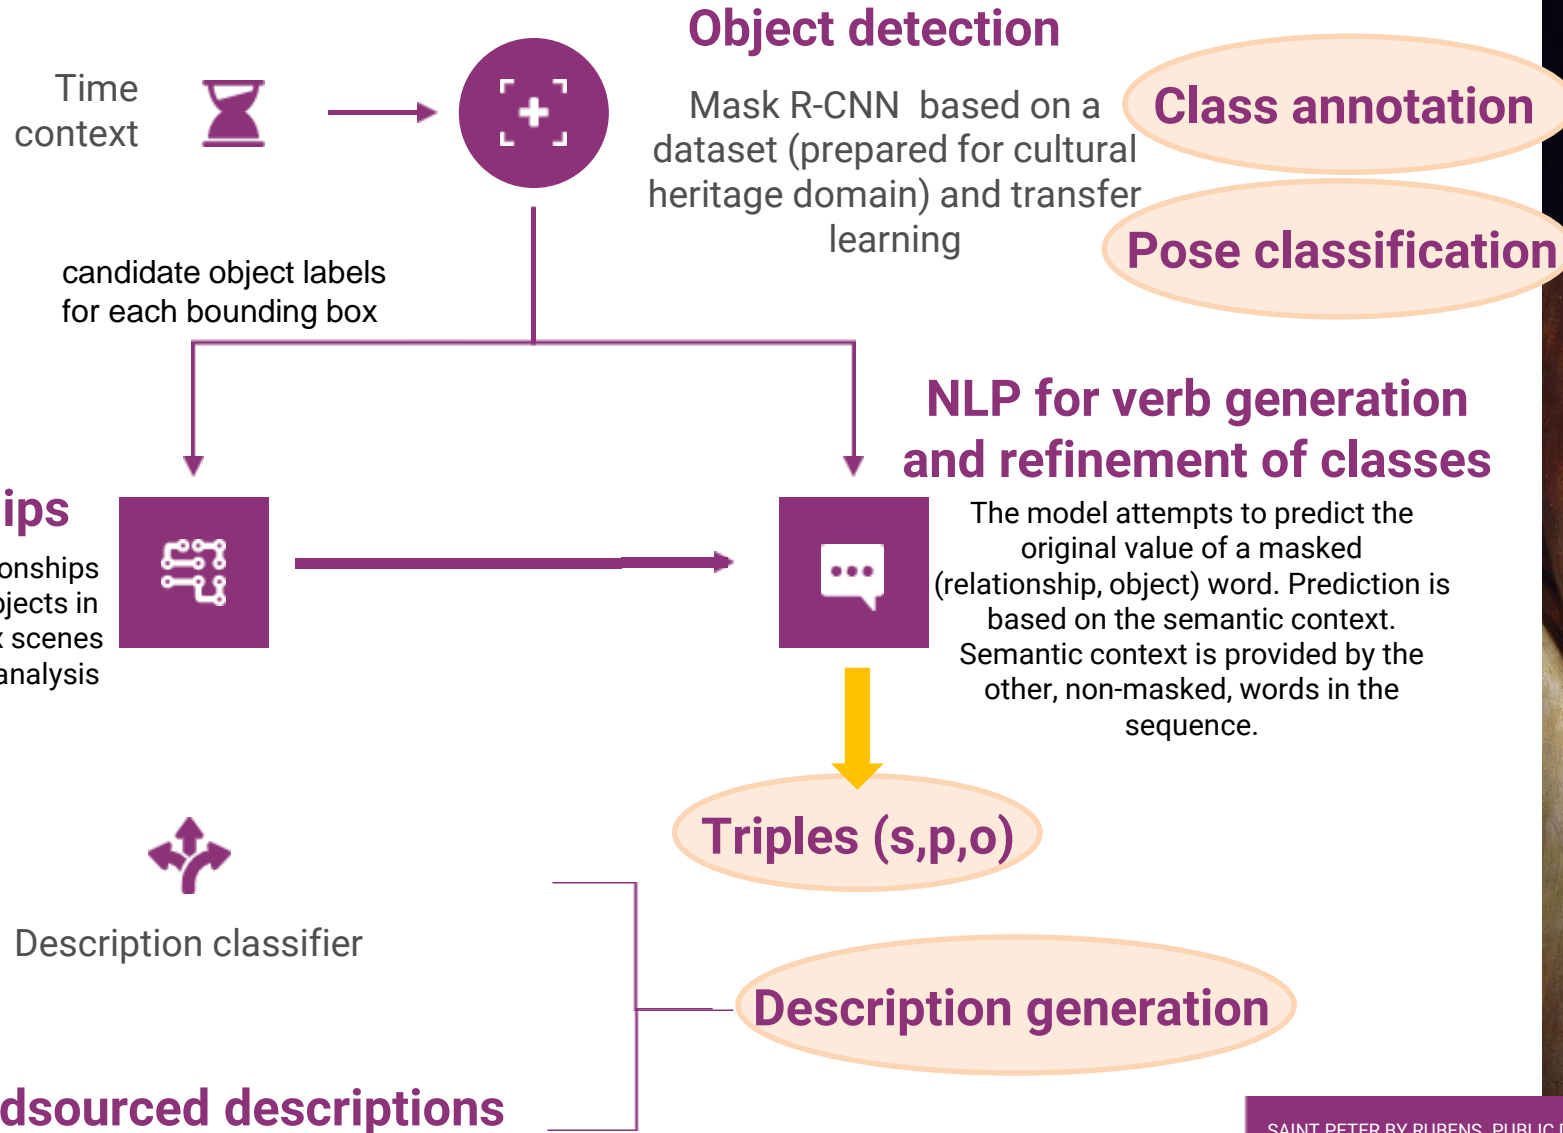 Object detection
Time
context
Mask R-CNN based on a
dataset (prepared for cultural
heritage domain) and transfer
learning
Class annotation
Pose classification
candidate object labels
for each bounding box
NLP for verb generation
and refinement of classes
ips
onships
bjects in
x scenes
analysis
The model attempts to predict the
original value of a masked
(relationship, object) word. Prediction is
based on the semantic context.
Semantic context is provided by the
other, non-masked, words in the
sequence.
Triples (s,p,o)
Description classifier
Description generation
dsourced descriptions
SAINT PETER BY RUBENS, PUBLIC